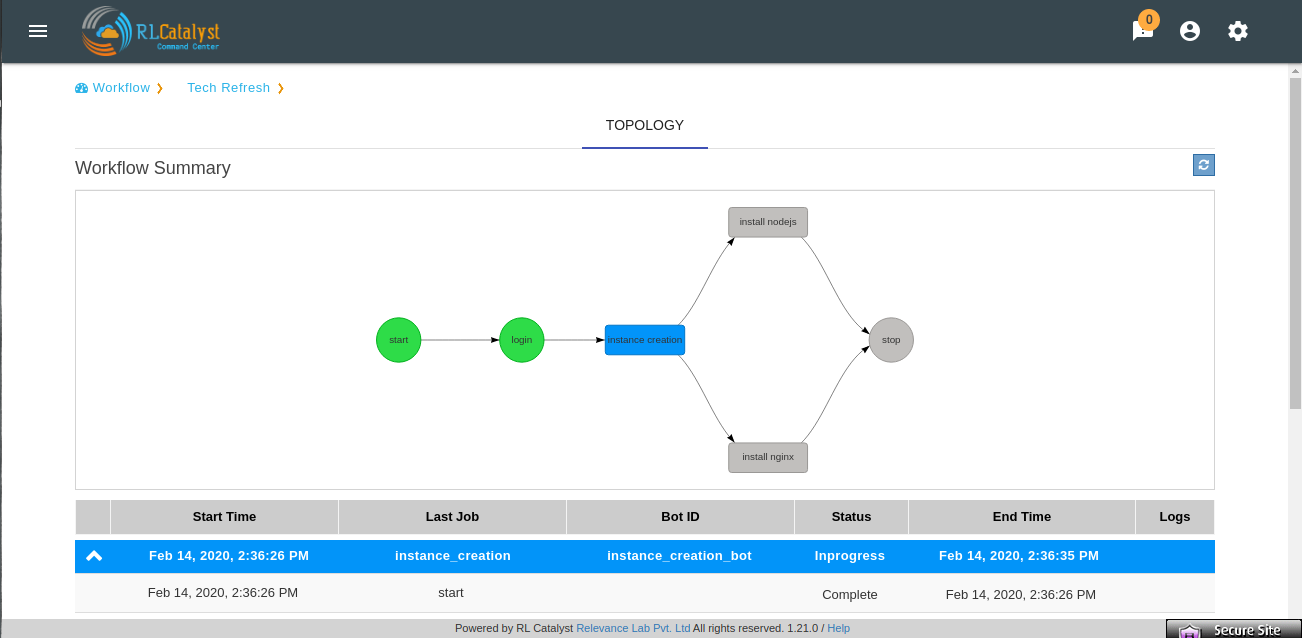 0
RLCatalyst
Command Center
Workflow ❯ Tech Refresh ❯
TOPOLOGY
Workflow Summary
install nodejs
start login instance creation stop
install nginx
Start Time Last Job Bot ID Status End Time Logs
Feb 14, 2020, 2:36:26 PM instance_creation instance_creation_bot Inprogress Feb 14, 2020, 2:36:35 PM
Feb 14, 2020, 2:36:26 PM start Complete Feb 14, 2020, 2:36:26 PM
Powered by RL Catalyst Relevance Lab Pvt. Ltd All rights reserved. 1.21.0 / Help
Secure Site